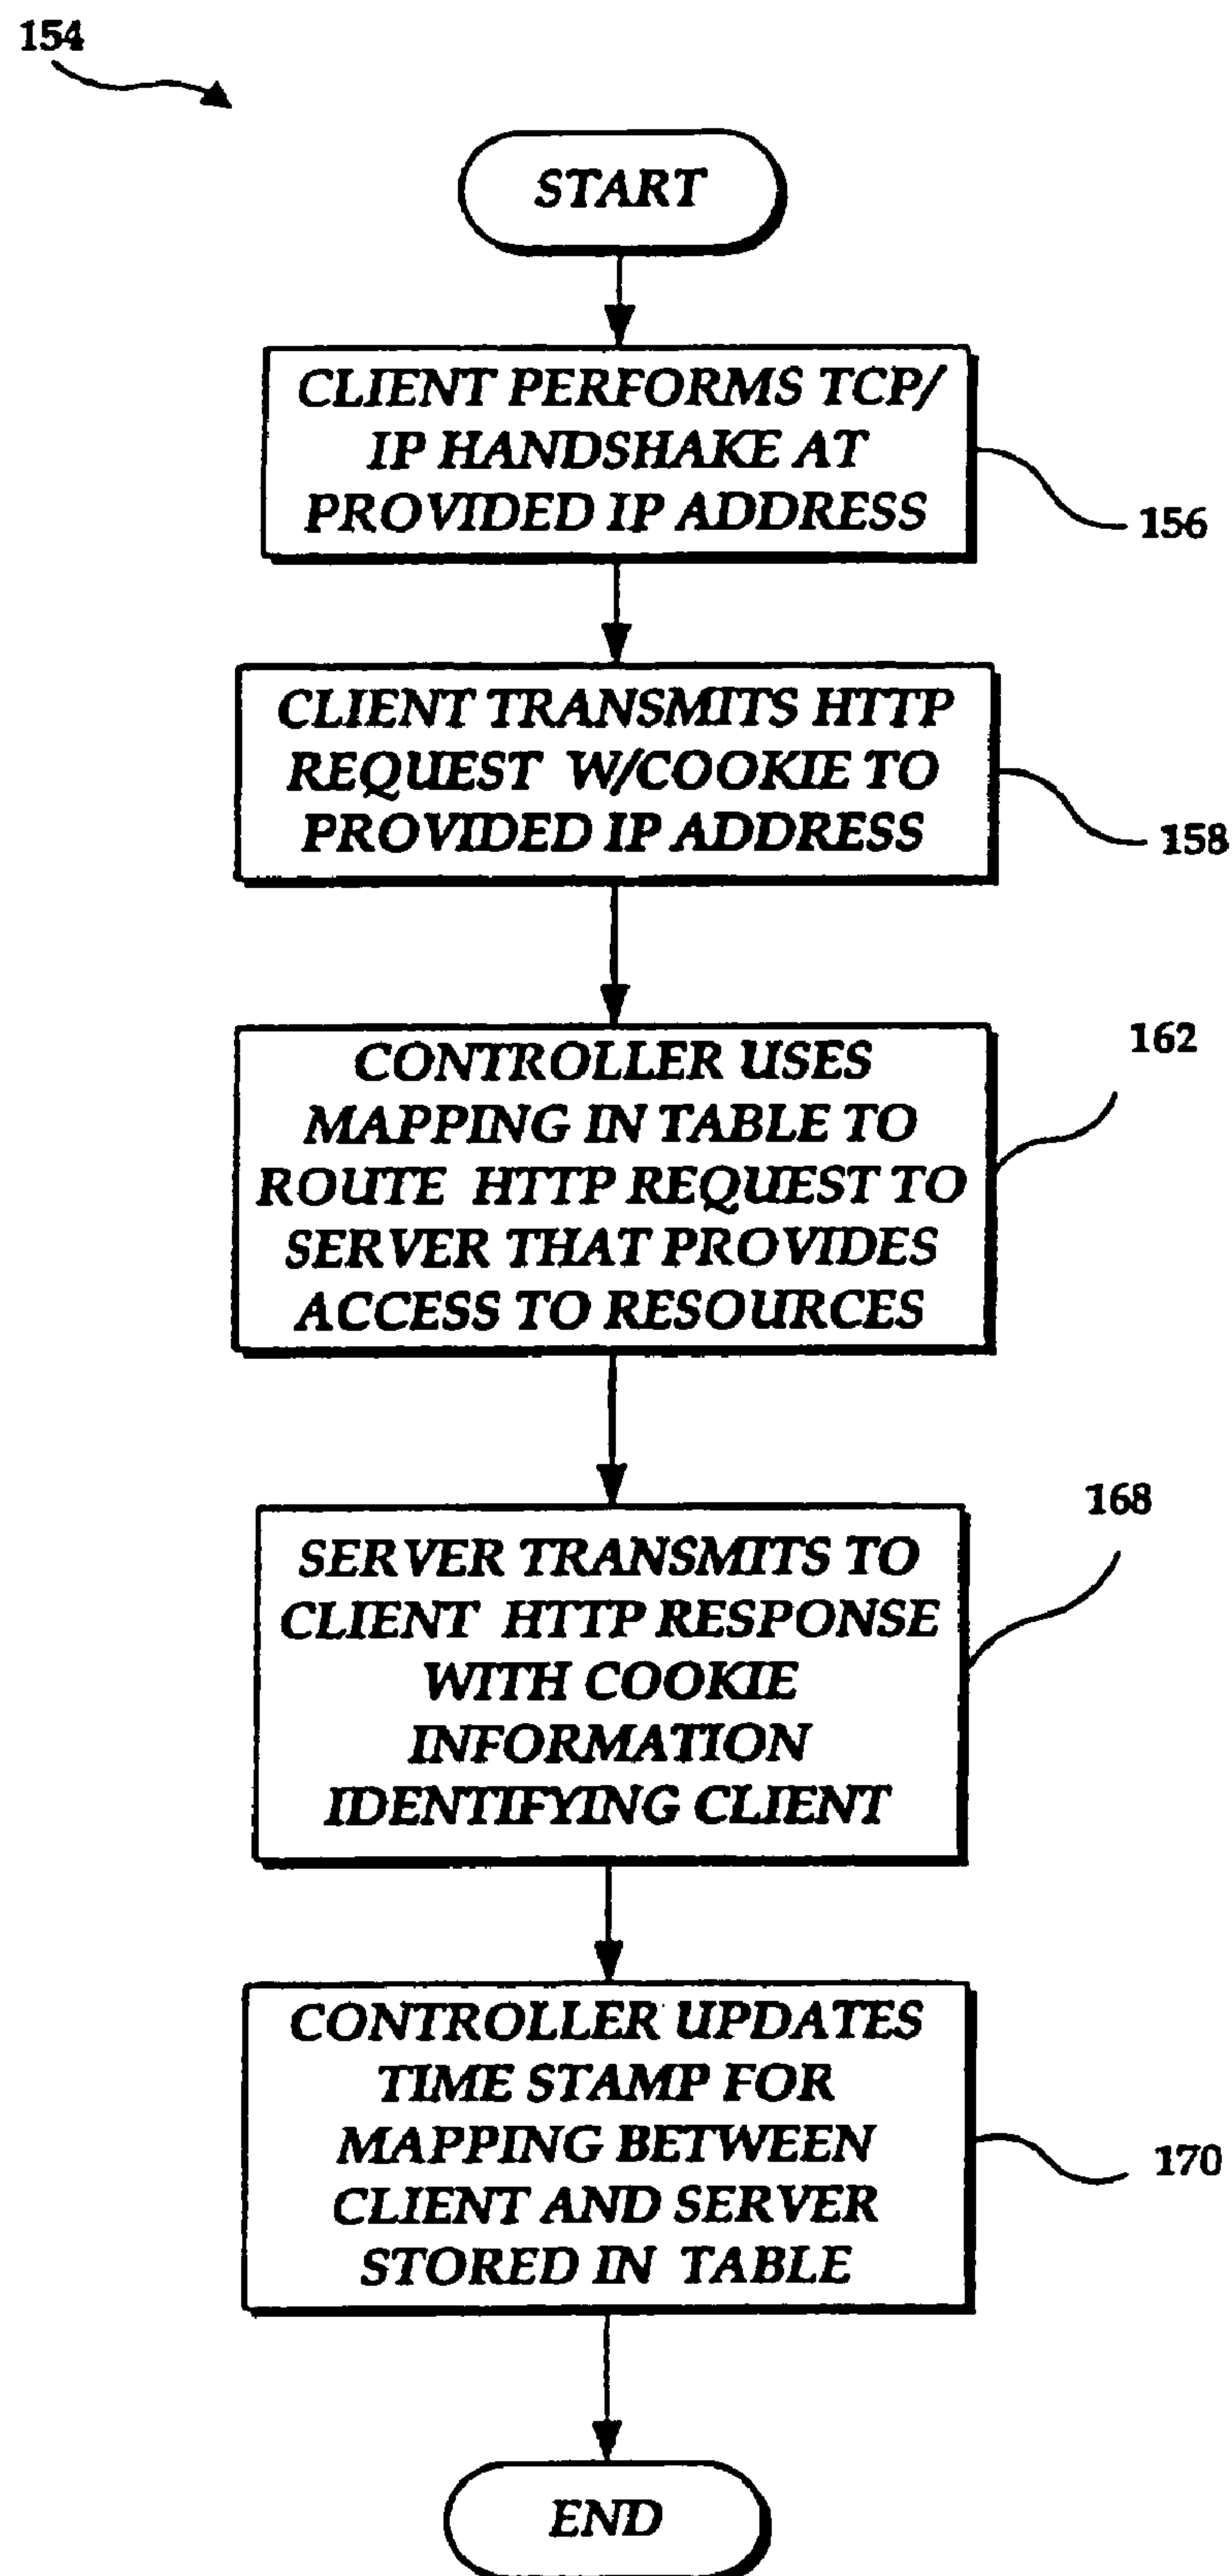 154
START
CLIENT PERFORMS TCP/
IP HANDSHAKE AT
PROVIDED IP ADDRESS
156
CLIENT TRANSMITS HTTP
REQUEST W/COOKIE TO
PROVIDED IP ADDRESS
158
CONTROLLER USES
MAPPING IN TABLE TO
ROUTE HTTP REQUEST TO
SERVER THAT PROVIDES
ACCESS TO RESOURCES
162
SERVER TRANSMITS TO
CLIENT HTTP RESPONSE
WITH COOKIE
INFORMATION
IDENTIFYING CLIENT
168
CONTROLLER UPDATES
TIME STAMP FOR
MAPPING BETWEEN
CLIENT AND SERVER
STORED IN TABLE
170
END